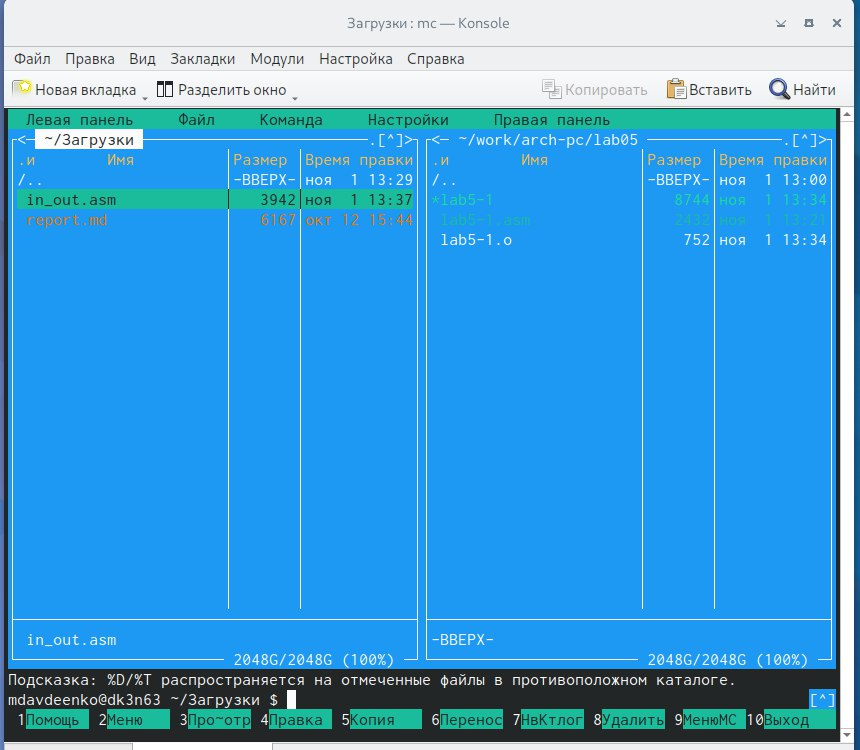 Загрузки : mc — Konsole
Файл Правка Вид Закладки Модули Настройка Справка
Новая вкладка Разделить окно Копировать Вставить Найти
Левая панель Файл Команда Настройки Правая панель
<— ~/Загрузки .[^]> <— ~/work/arch-pc/lab05 .[^]>
.и Имя Размер Время правки .и Имя Размер Время правки
/.. -ВВЕРХ- ноя 1 13:29 /.. -ВВЕРХ- ноя 1 13:00
in_out.asm 3942 ноя 1 13:37 *lab5-1 8744 ноя 1 13:34
report.md 6167 окт 12 15:44 lab5-1.asm 2432 ноя 1 13:21
lab5-1.o 752 ноя 1 13:34
in_out.asm -ВВЕРХ-
2048G/2048G (100%) 2048G/2048G (100%)
Подсказка: %D/%T распространяется на отмеченные файлы в противоположном каталоге.
mdavdeenko@dk3n63 ~/Загрузки $ [^]
1Помощь 2Меню 3Про~отр 4Правка 5Копия 6Перенос 7НвКтлог 8Удалить 9МенюMC 10Выход